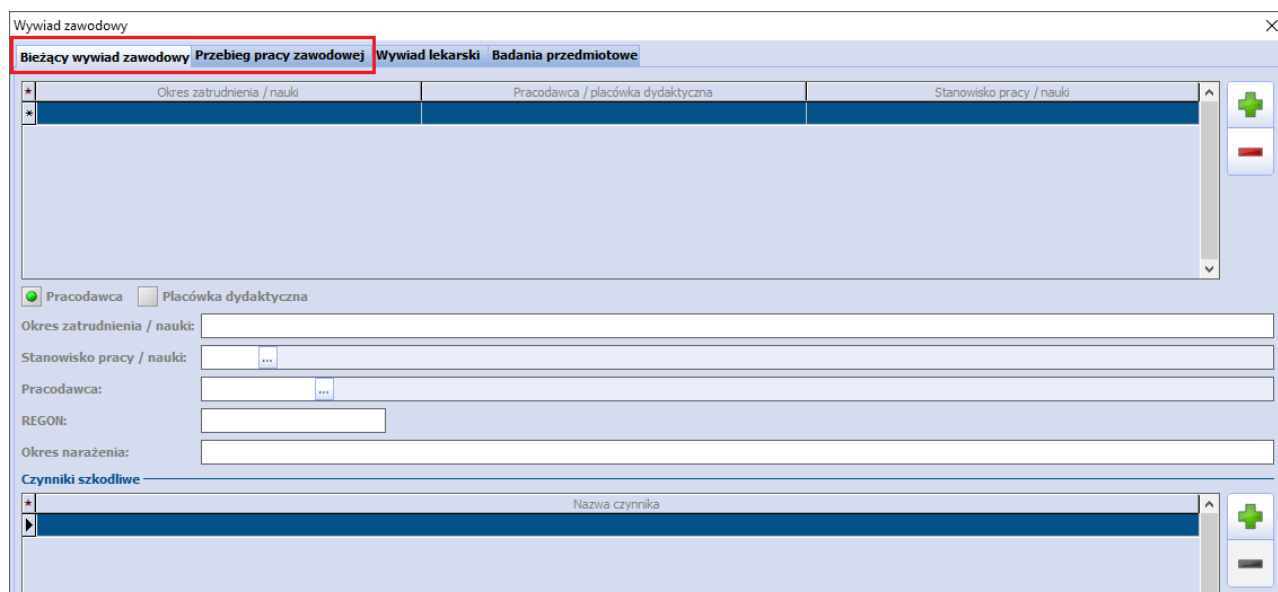 Wywiad zawodowy
Bieżący wywiad zawodowy Przebieg pracy zawodowej Wywiad lekarski Badania przedmiotowe
Okres zatrudnienia / nauki Pracodawca / placówka dydaktyczna Stanowisko pracy / nauki
Pracodawca Placówka dydaktyczna
Okres zatrudnienia / nauki:
Stanowisko pracy / nauki: ...
Pracodawca: ...
REGON:
Okres narażenia:
Czynniki szkodliwe
Nazwa czynnika